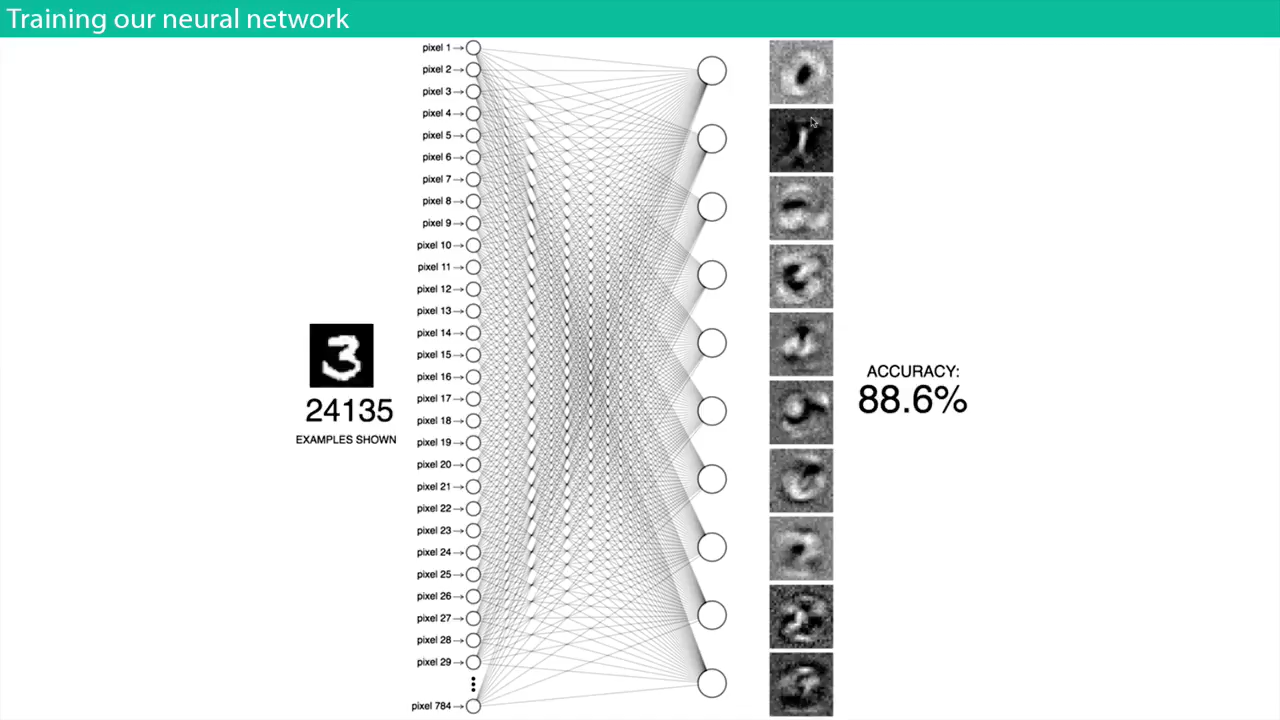 Training our neural network
pixel 1
pixel 2
pixel 3
pixel 4
pixel 5
pixel 6
pixel 7
pixel 8
pixel 9
pixel 10
pixel 11
pixel 12
pixel 13
pixel 14
pixel 15
pixel 16
pixel 17
pixel 18
pixel 19
pixel 20
pixel 21
pixel 22
pixel 23
pixel 24
pixel 25
pixel 26
pixel 27
pixel 28
pixel 29
pixel 784
3
24135
EXAMPLES SHOWN
ACCURACY:
88.6%